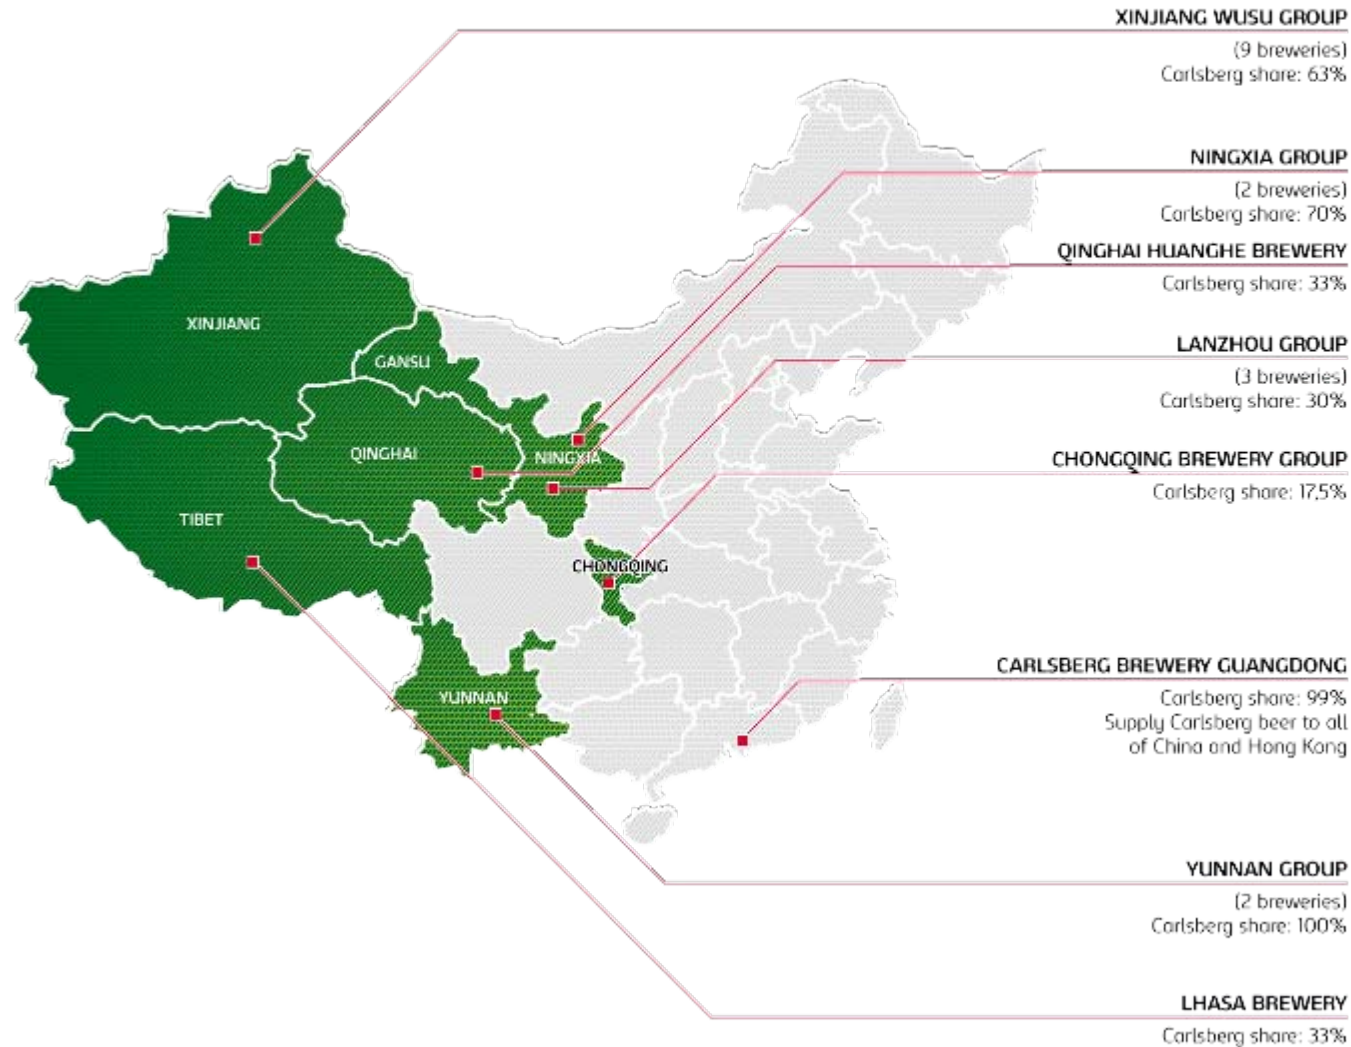 XINJIANG WUSU GROUP
(9 breweries)
Carlsberg share: 63%
NINGXIA GROUP
(2 breweries)
Carlsberg share: 70%
QINGHAI HUANGHE BREWERY
Carlsberg share: 33%
LANZHOU GROUP
(3 breweries)
Carlsberg share: 30%
CHONGQING BREWERY GROUP
Carlsberg share: 17,5%
CARLSBERG BREWERY GUANGDONG
Carlsberg share: 99%
Supply Carlsberg beer to all
of China and Hong Kong
YUNNAN GROUP
(2 breweries)
Carlsberg share: 100%
LHASA BREWERY
Carlsberg share: 33%
XINJIANG
GANSU
QINGHAI
NINGXIA
TIBET
CHONGQING
YUNNAN